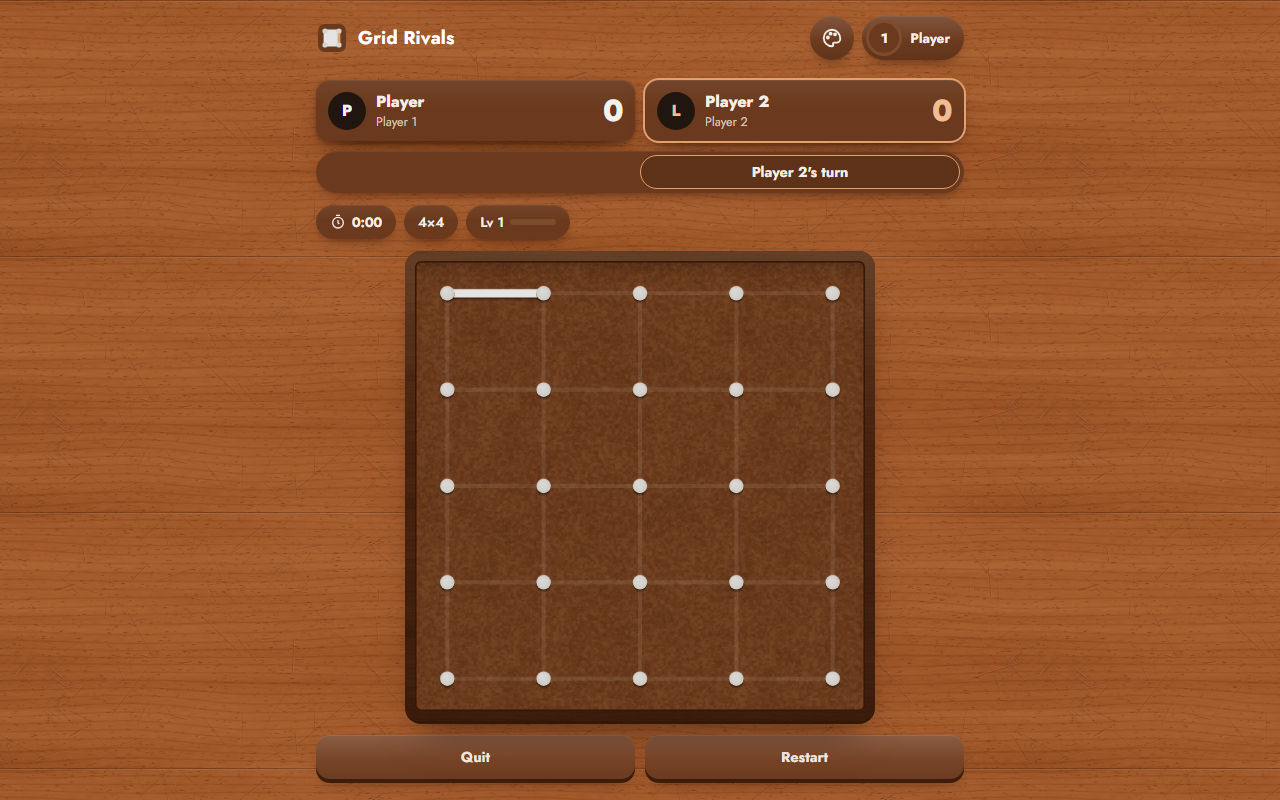 Grid Rivals
1 Player
P Player 0
Player 1
L Player 2 0
Player 2
Player 2's turn
0:00 4×4 Lv 1
Quit Restart